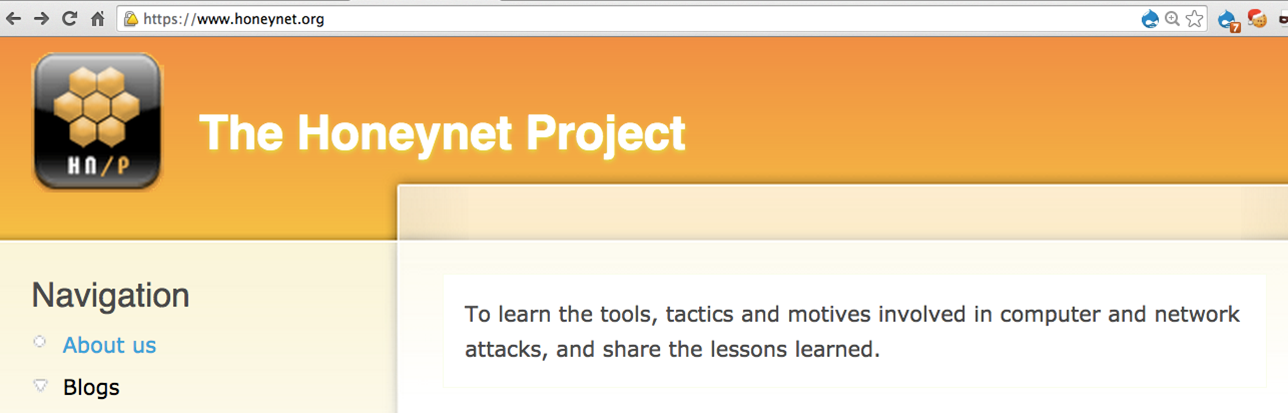 https://www.honeynet.org
7
HN/P
The Honeynet Project
Navigation
To learn the tools, tactics and motives involved in computer and network
attacks, and share the lessons learned.
About us
Blogs